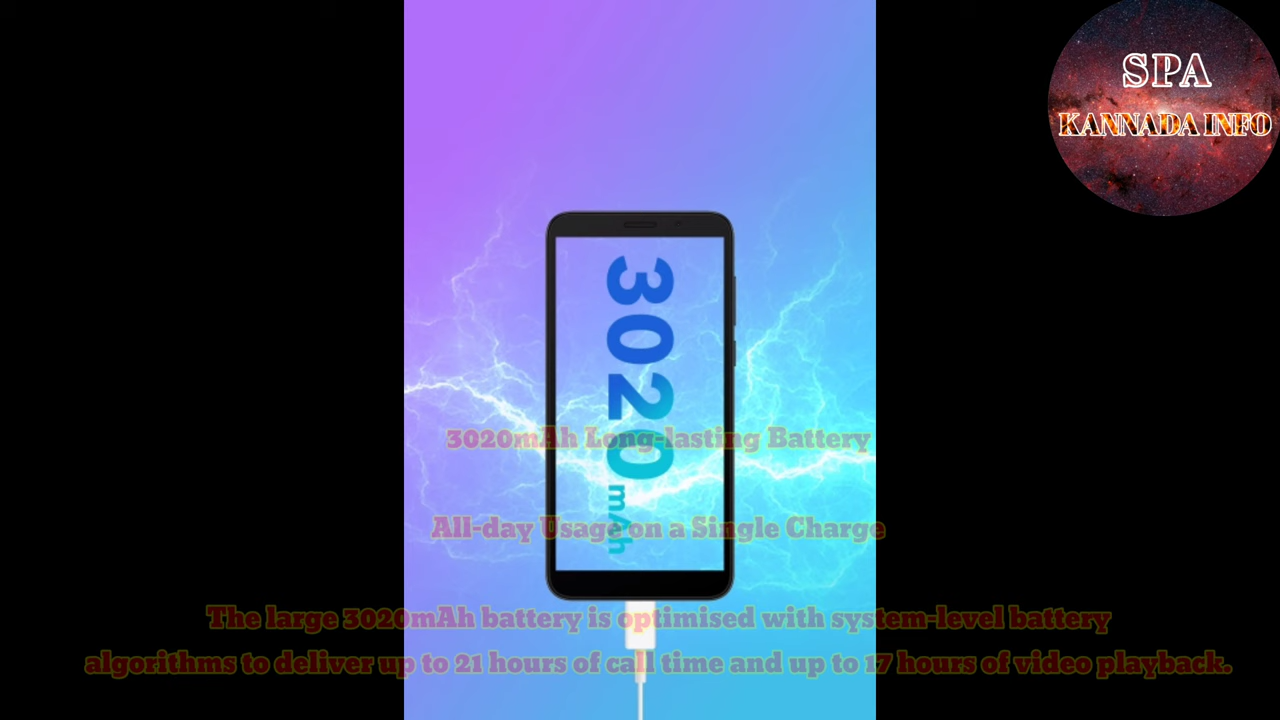 SPA
KANNADA INFO
3020mAh
3020mAh Long-lasting Battery
All-day Usage on a Single Charge
The large 3020mAh battery is optimised with system-level battery
algorithms to deliver up to 21 hours of call time and up to 17 hours of video playback.